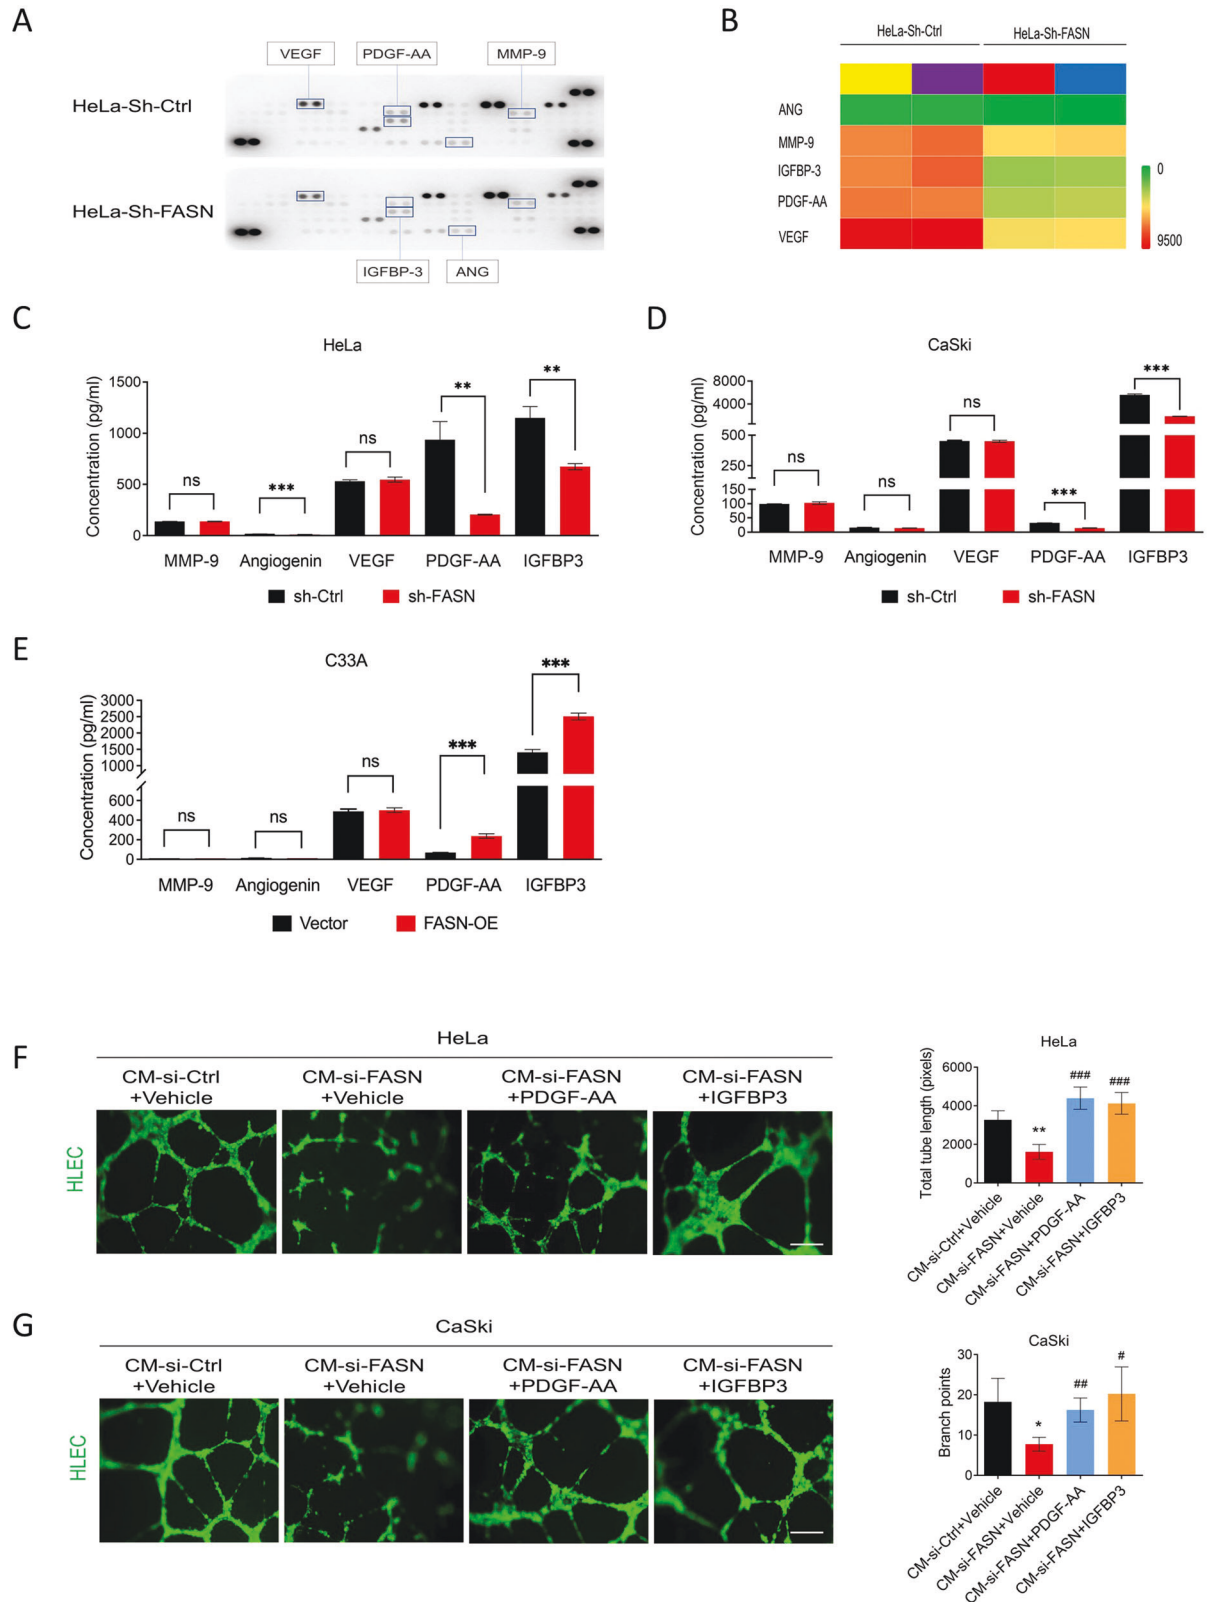 A
VEGF
PDGF-AA
MMP-9
HeLa-Sh-Ctrl
HeLa-Sh-FASN
IGFBP-3
ANG
B
HeLa-Sh-Ctrl
HeLa-Sh-FASN
ANG
MMP-9
IGFBP-3
PDGF-AA
VEGF
0
9500
C
HeLa
Concentration (pg/ml)
1500
1000
500
0
ns
***
ns
**
**
MMP-9
Angiogenin
VEGF
PDGF-AA
IGFBP3
sh-Ctrl
sh-FASN
D
CaSki
Concentration (pg/ml)
8000
4000
500
250
150
100
50
0
ns
ns
ns
***
***
MMP-9
Angiogenin
VEGF
PDGF-AA
IGFBP3
sh-Ctrl
sh-FASN
E
C33A
Concentration (pg/ml)
3000
2500
2000
1500
1000
600
400
200
0
ns
ns
ns
***
***
MMP-9
Angiogenin
VEGF
PDGF-AA
IGFBP3
Vector
FASN-OE
F
HeLa
CM-si-Ctrl
+Vehicle
CM-si-FASN
+Vehicle
CM-si-FASN
+PDGF-AA
CM-si-FASN
+IGFBP3
HLEC
HeLa
Total tube length (pixels)
6000
4000
2000
0
**
###
###
CM-si-Ctrl+Vehicle
CM-si-FASN+Vehicle
CM-si-FASN+PDGF-AA
CM-si-FASN+IGFBP3
G
CaSki
CM-si-Ctrl
+Vehicle
CM-si-FASN
+Vehicle
CM-si-FASN
+PDGF-AA
CM-si-FASN
+IGFBP3
HLEC
CaSki
Branch points
30
20
10
0
*
##
#
CM-si-Ctrl+Vehicle
CM-si-FASN+Vehicle
CM-si-FASN+PDGF-AA
CM-si-FASN+IGFBP3